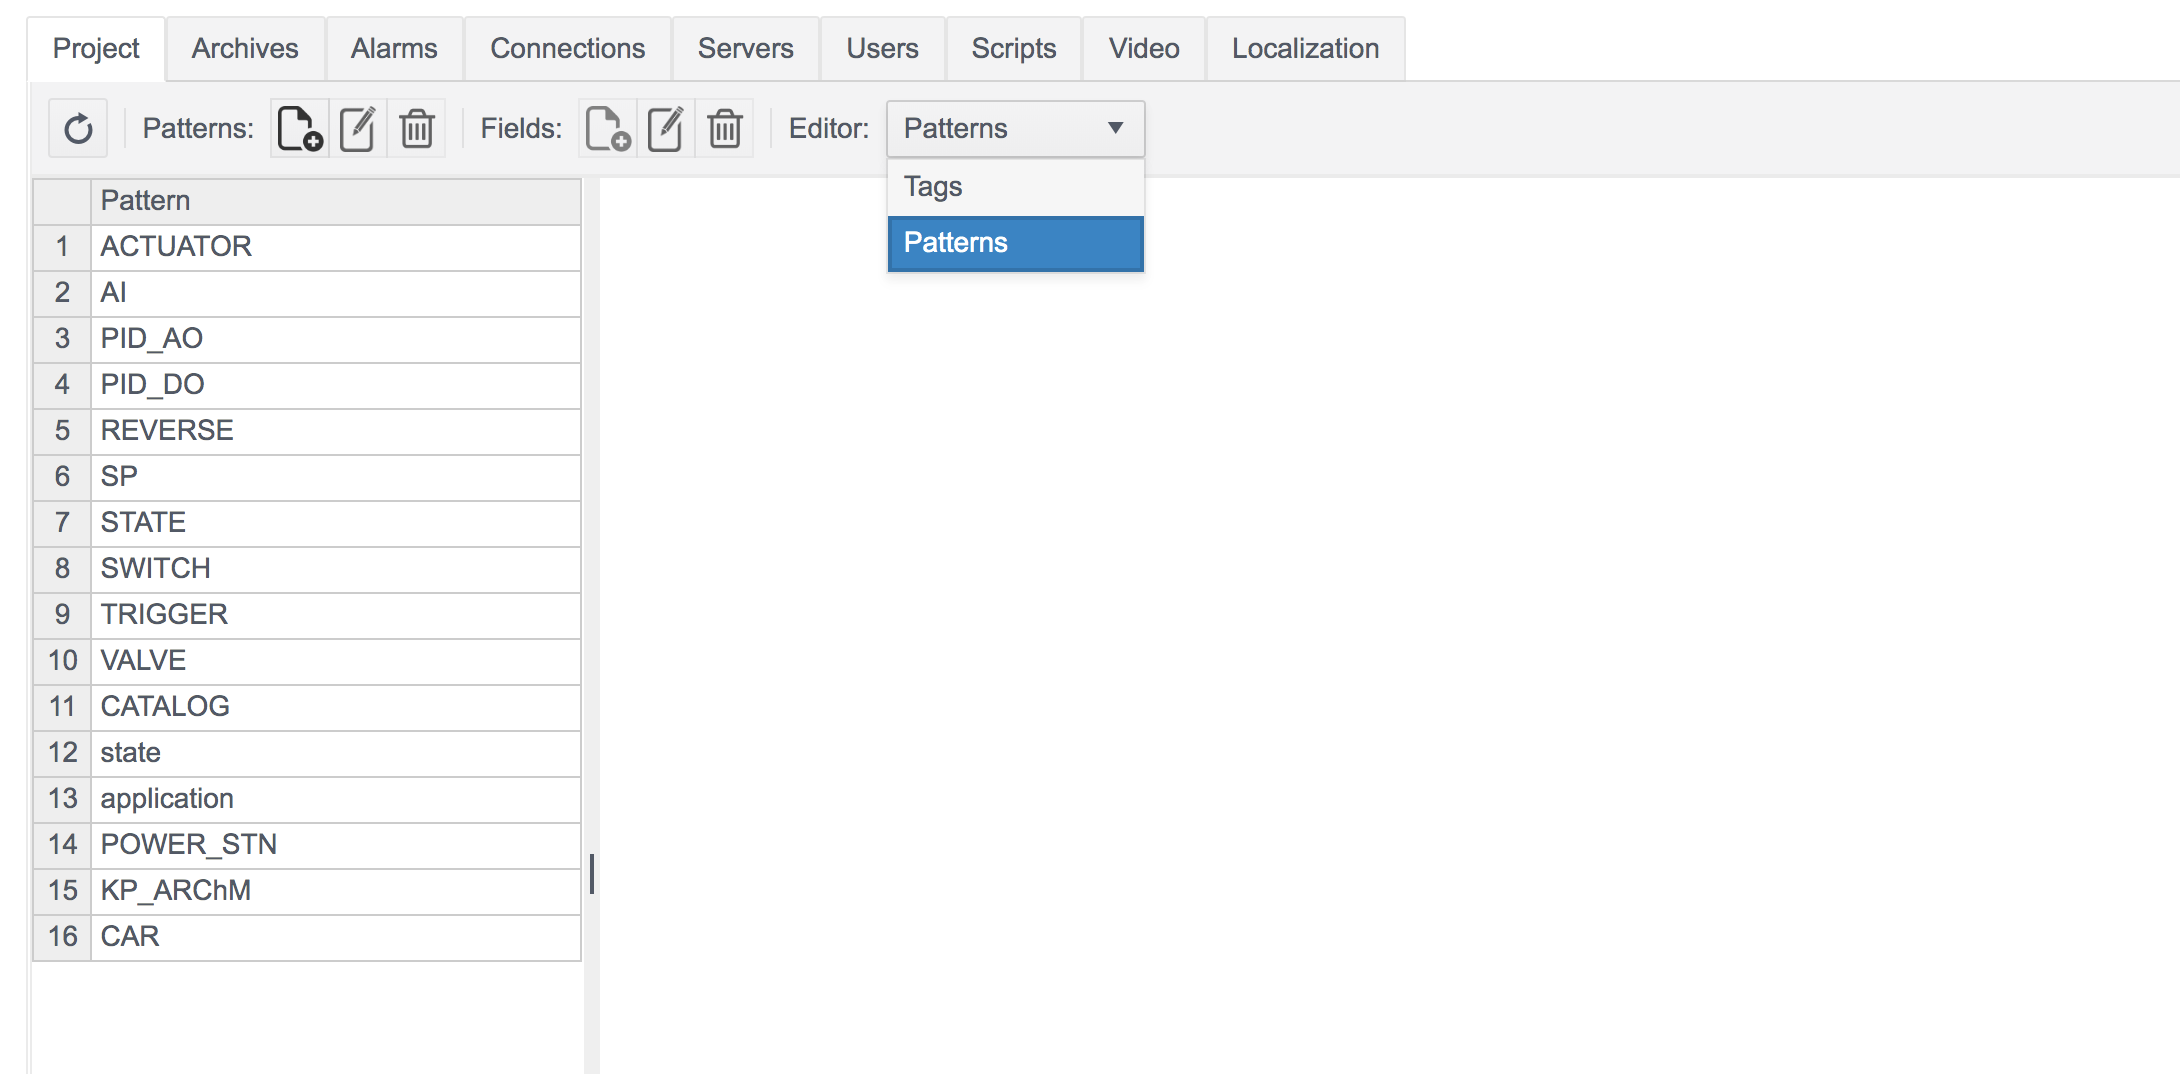 Project Archives Alarms Connections Servers Users Scripts Video Localization
Patterns: Fields: Editor: Patterns
Tags
Patterns
Pattern
1 ACTUATOR
2 AI
3 PID_AO
4 PID_DO
5 REVERSE
6 SP
7 STATE
8 SWITCH
9 TRIGGER
10 VALVE
11 CATALOG
12 state
13 application
14 POWER_STN
15 KP_ARChM
16 CAR